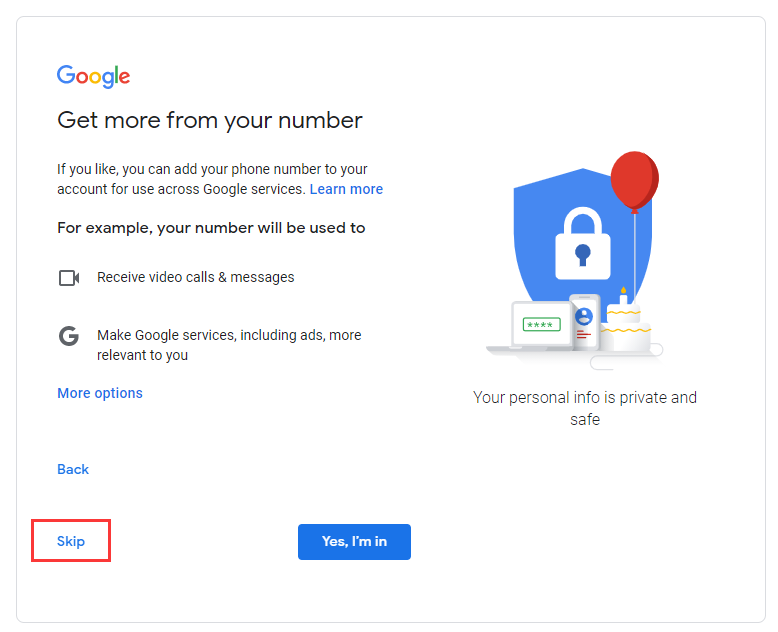 Google
Get more from your number
If you like, you can add your phone number to your
account for use across Google services. Learn more
For example, your number will be used to
Receive video calls & messages
G
Make Google services, including ads, more
relevant to you
More options
Back
Skip
Yes, I'm in
****
Your personal info is private and
safe